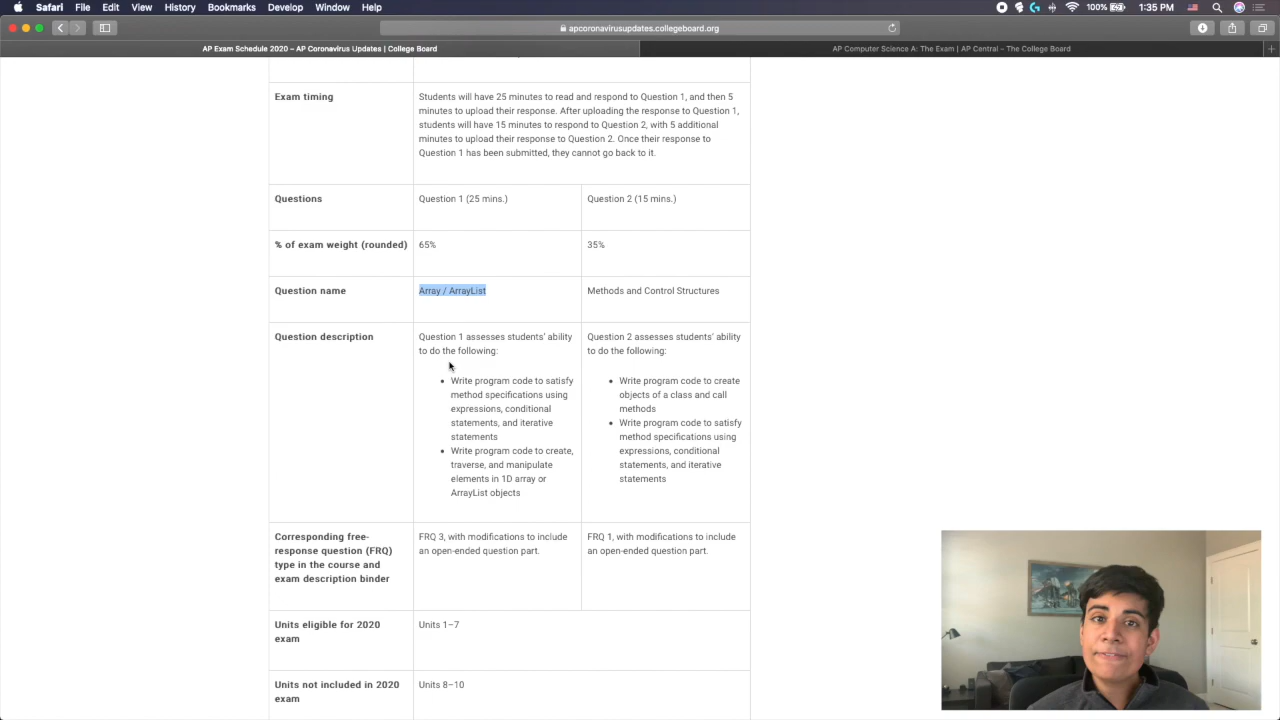 Safari File Edit View History Bookmarks Develop Window Help 100% 1:35 PM
apcoronavirusupdates.collegeboard.org
AP Exam Schedule 2020 – AP Coronavirus Updates | College Board
AP Computer Science A: The Exam | AP Central – The College Board
Exam timing
Students will have 25 minutes to read and respond to Question 1, and then 5
minutes to upload their response. After uploading the response to Question 1,
students will have 15 minutes to respond to Question 2, with 5 additional
minutes to upload their response to Question 2. Once their response to
Question 1 has been submitted, they cannot go back to it.
Questions
Question 1 (25 mins.)
Question 2 (15 mins.)
% of exam weight (rounded)
65%
35%
Question name
Array / ArrayList
Methods and Control Structures
Question description
Question 1 assesses students' ability
to do the following:
• Write program code to satisfy
method specifications using
expressions, conditional
statements, and iterative
statements
• Write program code to create,
traverse, and manipulate
elements in 1D array or
ArrayList objects
Question 2 assesses students' ability
to do the following:
• Write program code to create
objects of a class and call
methods
• Write program code to satisfy
method specifications using
expressions, conditional
statements, and iterative
statements
Corresponding free-
response question (FRQ)
type in the course and
exam description binder
FRQ 3, with modifications to include
an open-ended question part.
FRQ 1, with modifications to include
an open-ended question part.
Units eligible for 2020
exam
Units 1–7
Units not included in 2020
exam
Units 8–10